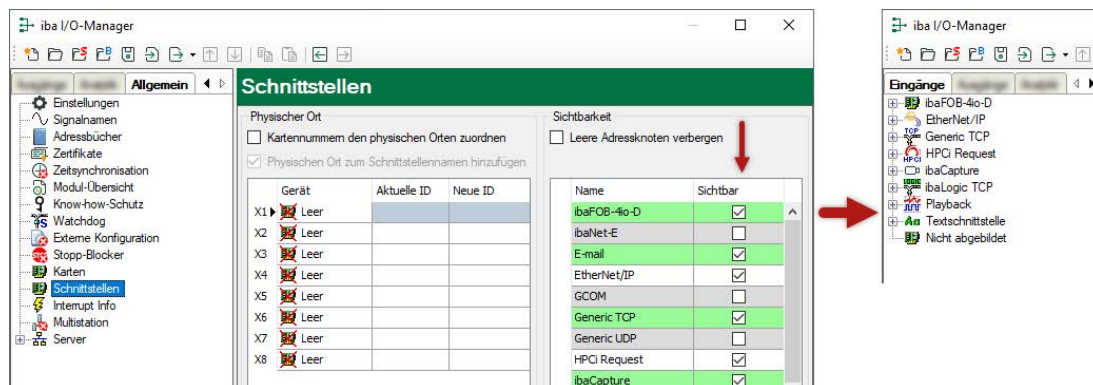 iba I/O-Manager
Allgemein
Einstellungen
Signalnamen
Adressbücher
Zertifikate
Zeitsynchronisation
Modul-Übersicht
Know-how-Schutz
Watchdog
Externe Konfiguration
Stopp-Blocker
Karten
Schnittstellen
Interrupt Info
Multistation
Server
Schnittstellen
Physischer Ort
Kartennummern den physischen Orten zuordnen
Physischen Ort zum Schnittstellennamen hinzufügen
Gerät Aktuelle ID Neue ID
X1 Leer
X2 Leer
X3 Leer
X4 Leer
X5 Leer
X6 Leer
X7 Leer
X8 Leer
Sichtbarkeit
Leere Adressknoten verbergen
Name Sichtbar
ibaFOB-4io-D
ibaNet-E
E-mail
EtherNet/IP
GCOM
Generic TCP
Generic UDP
HPCi Request
ibaCapture
iba I/O-Manager
Eingänge
ibaFOB-4io-D
EtherNet/IP
Generic TCP
HPCi Request
ibaCapture
ibaLogic TCP
Playback
Textschnittstelle
Nicht abgebildet